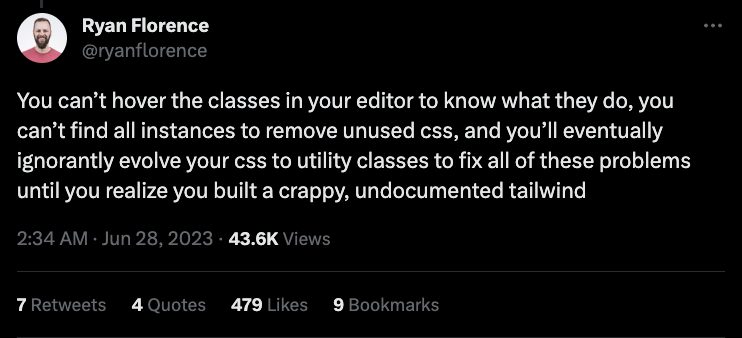 Ryan Florence
@ryanflorence
You can’t hover the classes in your editor to know what they do, you
can’t find all instances to remove unused css, and you’ll eventually
ignorantly evolve your css to utility classes to fix all of these problems
until you realize you built a crappy, undocumented tailwind
2:34 AM · Jun 28, 2023 · 43.6K Views
7 Retweets 4 Quotes 479 Likes 9 Bookmarks